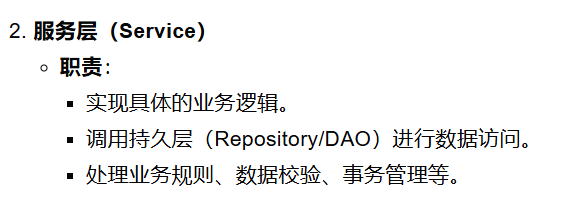 2. 服务层（Service）
○ 职责：
■ 实现具体的业务逻辑。
■ 调用持久层（Repository/DAO）进行数据访问。
■ 处理业务规则、数据校验、事务管理等。